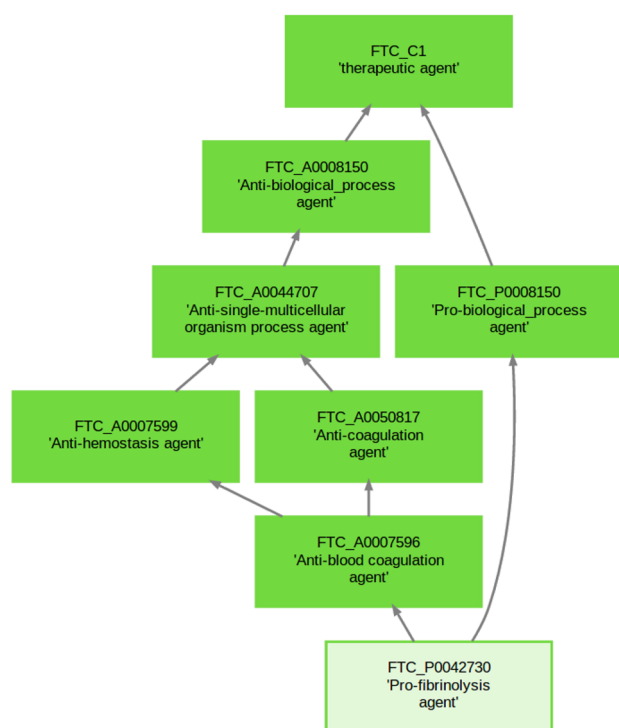 FTC_C1
'therapeutic agent'
FTC_A0008150
'Anti-biological_process
agent'
FTC_A0044707
'Anti-single-multicellular
organism process agent'
FTC_P0008150
'Pro-biological_process
agent'
FTC_A0007599
'Anti-hemostasis agent'
FTC_A0050817
'Anti-coagulation
agent'
FTC_A0007596
'Anti-blood coagulation
agent'
FTC_P0042730
'Pro-fibrinolysis
agent'